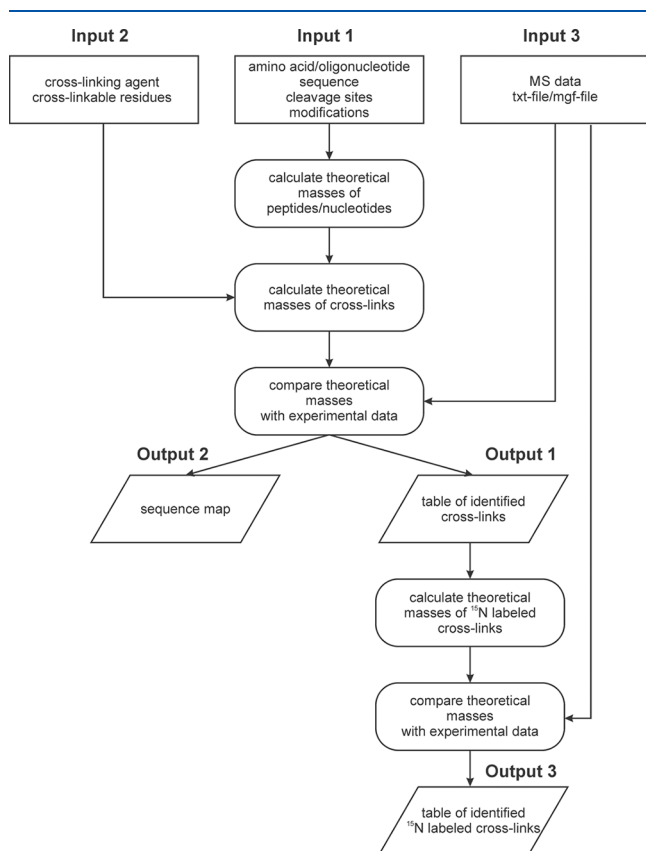 Input 2
Input 1
Input 3
cross-linking agent
cross-linkable residues
amino acid/oligonucleotide
sequence
cleavage sites
modifications
MS data
txt-file/mgf-file
calculate theoretical
masses of
peptides/nucleotides
calculate theoretical
masses of cross-links
compare theoretical
masses
with experimental data
Output 2
Output 1
sequence map
table of identified
cross-links
calculate theoretical
masses of ¹⁵N labeled
cross-links
compare theoretical
masses
with experimental data
Output 3
table of identified
¹⁵N labeled cross-links